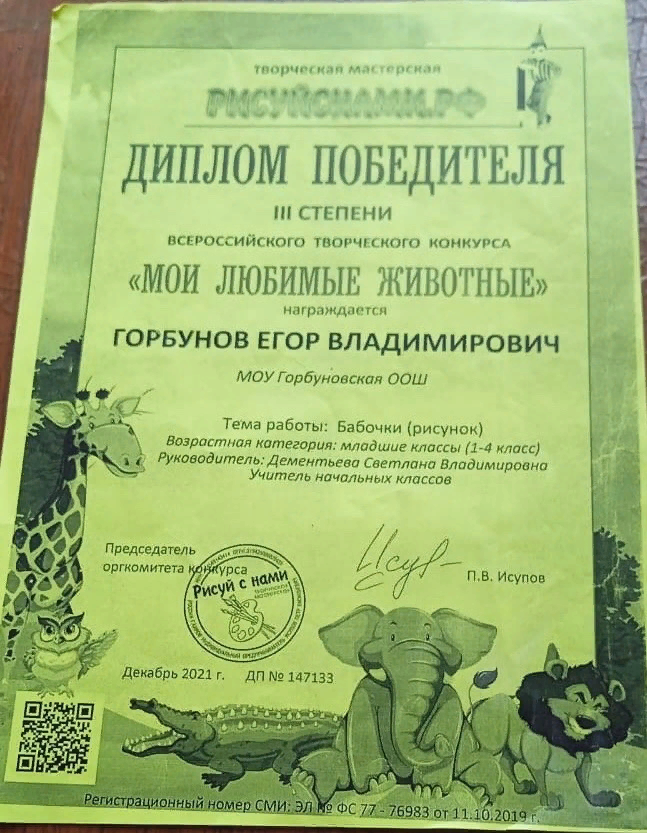 творческая мастерская
РИСУЙСНАМИ.РФ
ДИПЛОМ ПОБЕДИТЕЛЯ
III СТЕПЕНИ
ВСЕРОССИЙСКОГО ТВОРЧЕСКОГО КОНКУРСА
«МОИ ЛЮБИМЫЕ ЖИВОТНЫЕ»
награждается
ГОРБУНОВ ЕГОР ВЛАДИМИРОВИЧ
МОУ Горбуновская ООШ
Тема работы: Бабочки (рисунок)
Возрастная категория: младшие классы (1-4 класс)
Руководитель: Дементьева Светлана Владимировна
Учитель начальных классов
Председатель
оргкомитета конкурса
Рисуй с нами
ТВОРЧЕСКАЯ
МАСТЕРСКАЯ
П.В. Исупов
Декабрь 2021 г. ДП № 147133
Регистрационный номер СМИ: ЭЛ № ФС 77 - 76983 от 11.10.2019 г.